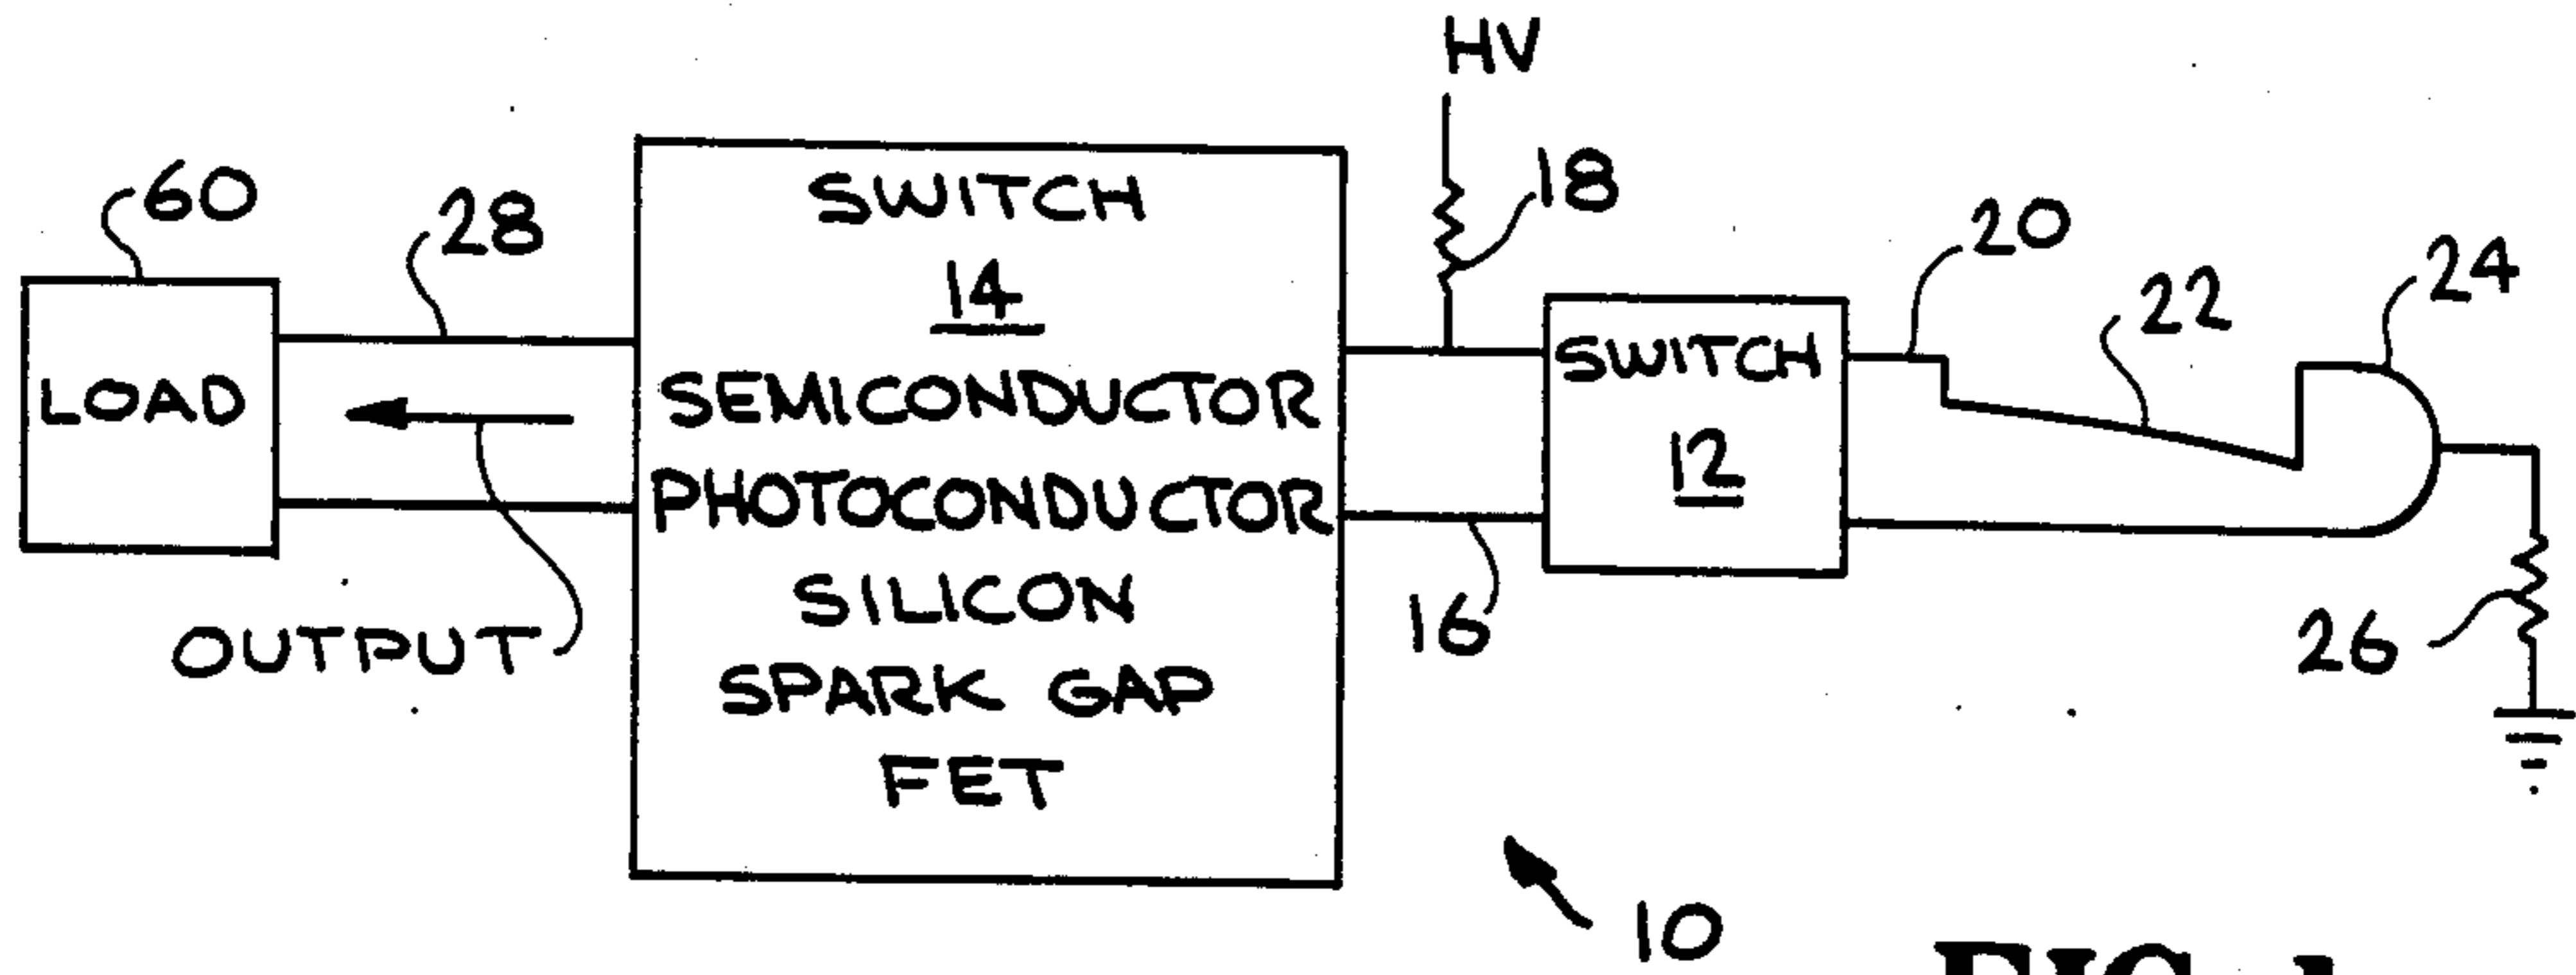 HV
60
28
18
20
22
24
SWITCH
14
SEMICONDUCTOR
PHOTOCONDUCTOR
SILICON
SPARK GAP
FET
LOAD
OUTPUT
SWITCH
12
16
26
10